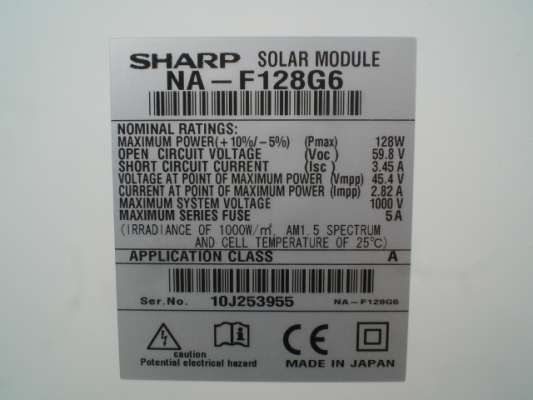 SHARP SOLAR MODULE
NA-F128G6
NOMINAL RATINGS:
MAXIMUM POWER(+10%/-5%) (Pmax) 128W
OPEN CIRCUIT VOLTAGE (Voc) 59.8 V
SHORT CIRCUIT CURRENT (Isc) 3.45 A
VOLTAGE AT POINT OF MAXIMUM POWER (Vmpp) 45.4 V
CURRENT AT POINT OF MAXIMUM POWER (Impp) 2.82 A
MAXIMUM SYSTEM VOLTAGE 1000 V
MAXIMUM SERIES FUSE 5A
(IRRADIANCE OF 1000W/㎡, AM1.5 SPECTRUM
AND CELL TEMPERATURE OF 25℃)
APPLICATION CLASS A
Ser.No. 10J253955 NA-F128G6
caution
Potential electrical hazard
CE
MADE IN JAPAN